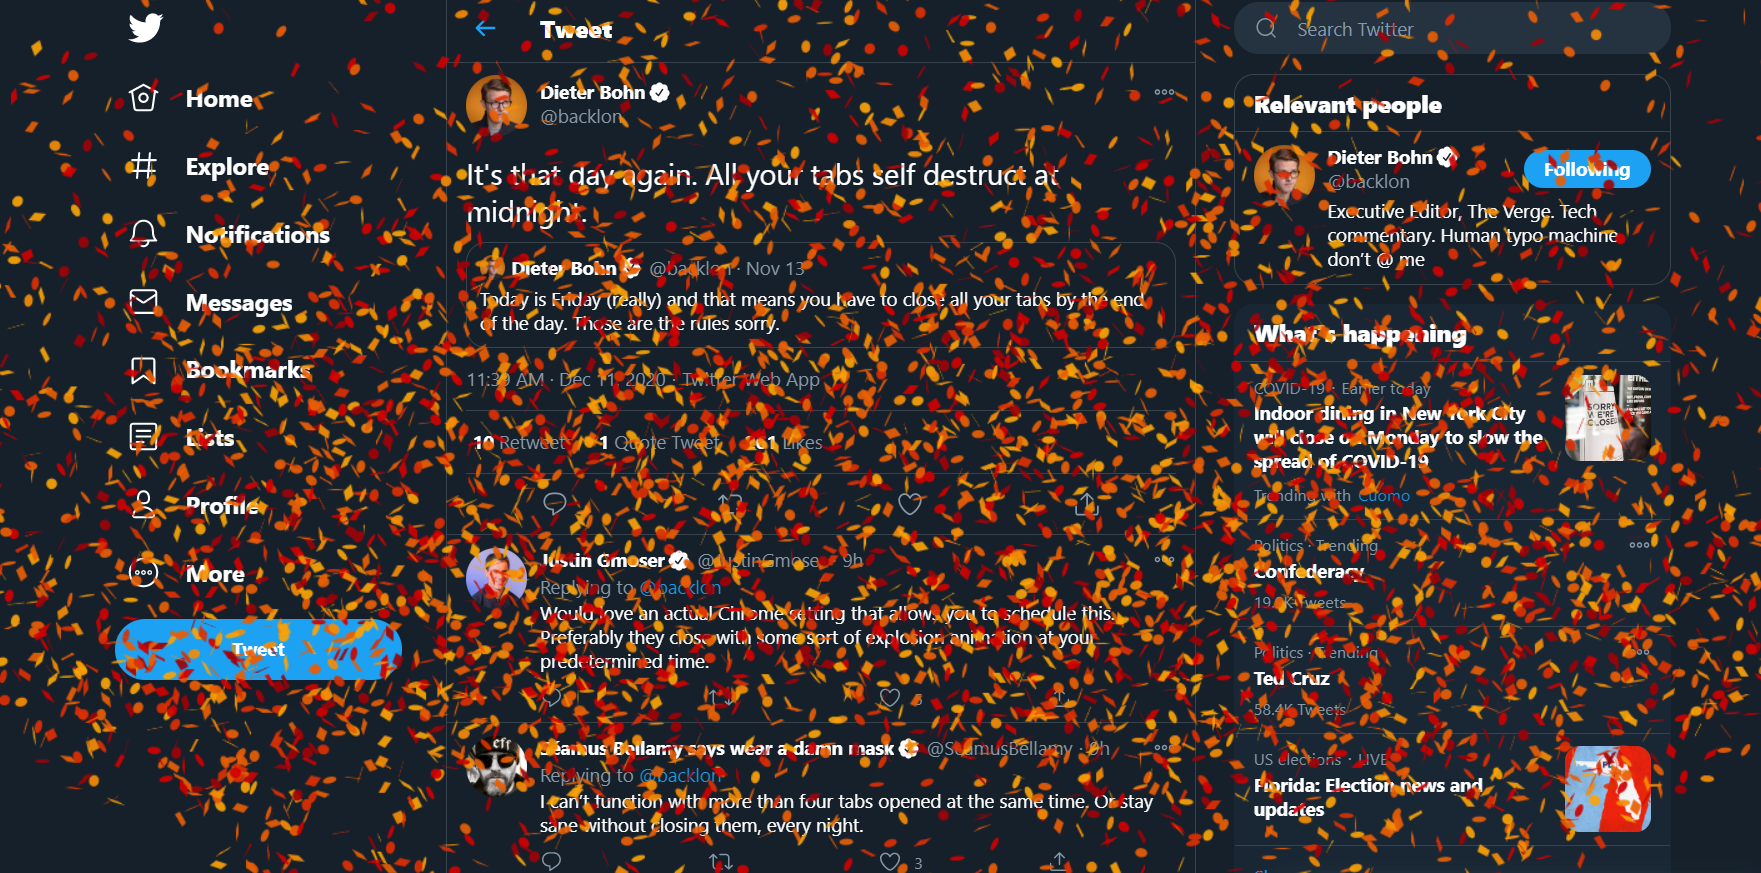 Home
Explore
Notifications
Messages
Bookmarks
Lists
Profile
More
Tweet
Tweet
Dieter Bohn
@backlon
It's that day again. All your tabs self destruct at
midnight.
Dieter Bohn @backlon · Nov 13
Today is Friday (really) and that means you have to close all your tabs by the end
of the day. Those are the rules sorry.
11:39 AM · Dec 11, 2020 · Twitter Web App
10 Retweets 1 Quote Tweet Likes
Justin Gmoser @JustinGmoser · 9h
Replying to @backlon
Would love an actual Chrome setting that allows you to schedule this.
Preferably they close with some sort of explosion animation at your
predetermined time.
Seamus Bellamy says wear a damn mask @SeamusBellamy · 9h
Replying to @backlon
I can't function with more than four tabs opened at the same time. Or stay
sane without closing them, every night.
3
Search Twitter
Relevant people
Dieter Bohn
@backlon
Following
Executive Editor, The Verge. Tech
commentary. Human typo machine
don't @ me
What's happening
COVID-19 · Earlier today
Indoor dining in New York City
will close on Monday to slow the
spread of COVID-19
SORRY
WE'RE
CLOSED
Trending with Cuomo
Politics · Trending
Confederacy
Tweets
Politics · Trending
Ted Cruz
58.4K Tweets
US elections · LIVE
Florida: Election news and
updates